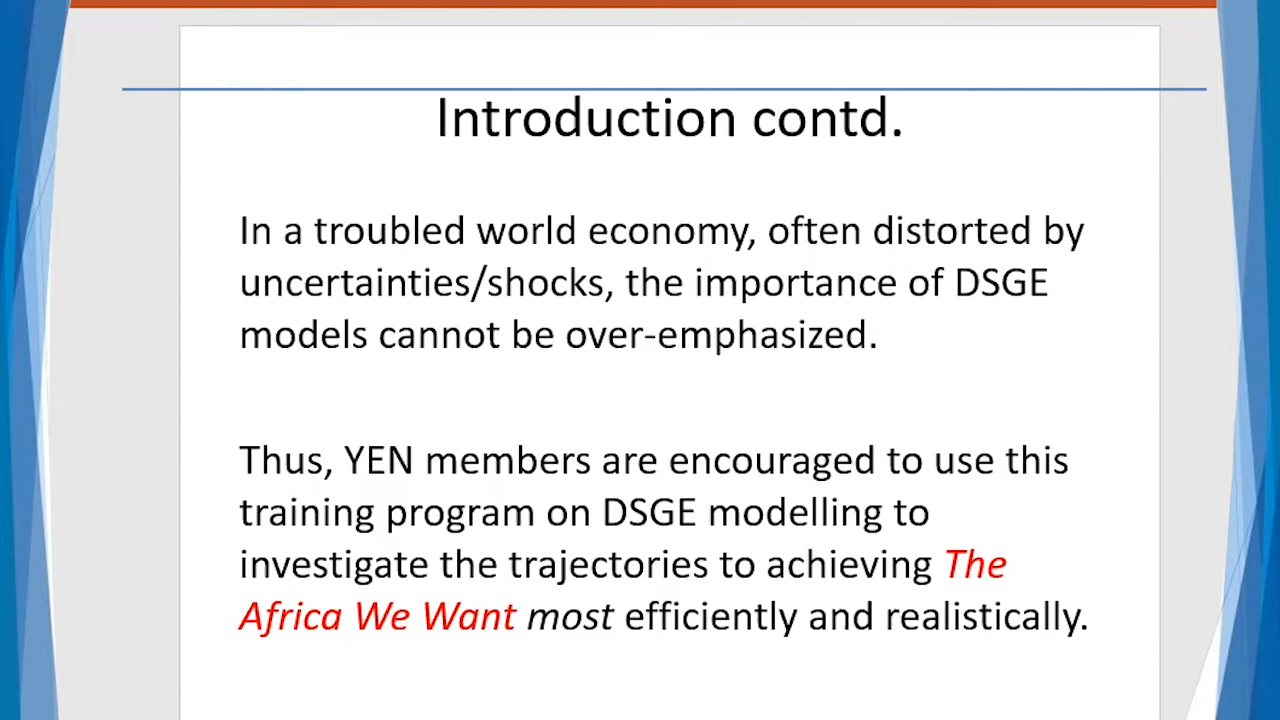 Introduction contd.
In a troubled world economy, often distorted by
uncertainties/shocks, the importance of DSGE
models cannot be over-emphasized.
Thus, YEN members are encouraged to use this
training program on DSGE modelling to
investigate the trajectories to achieving The
Africa We Want most efficiently and realistically.